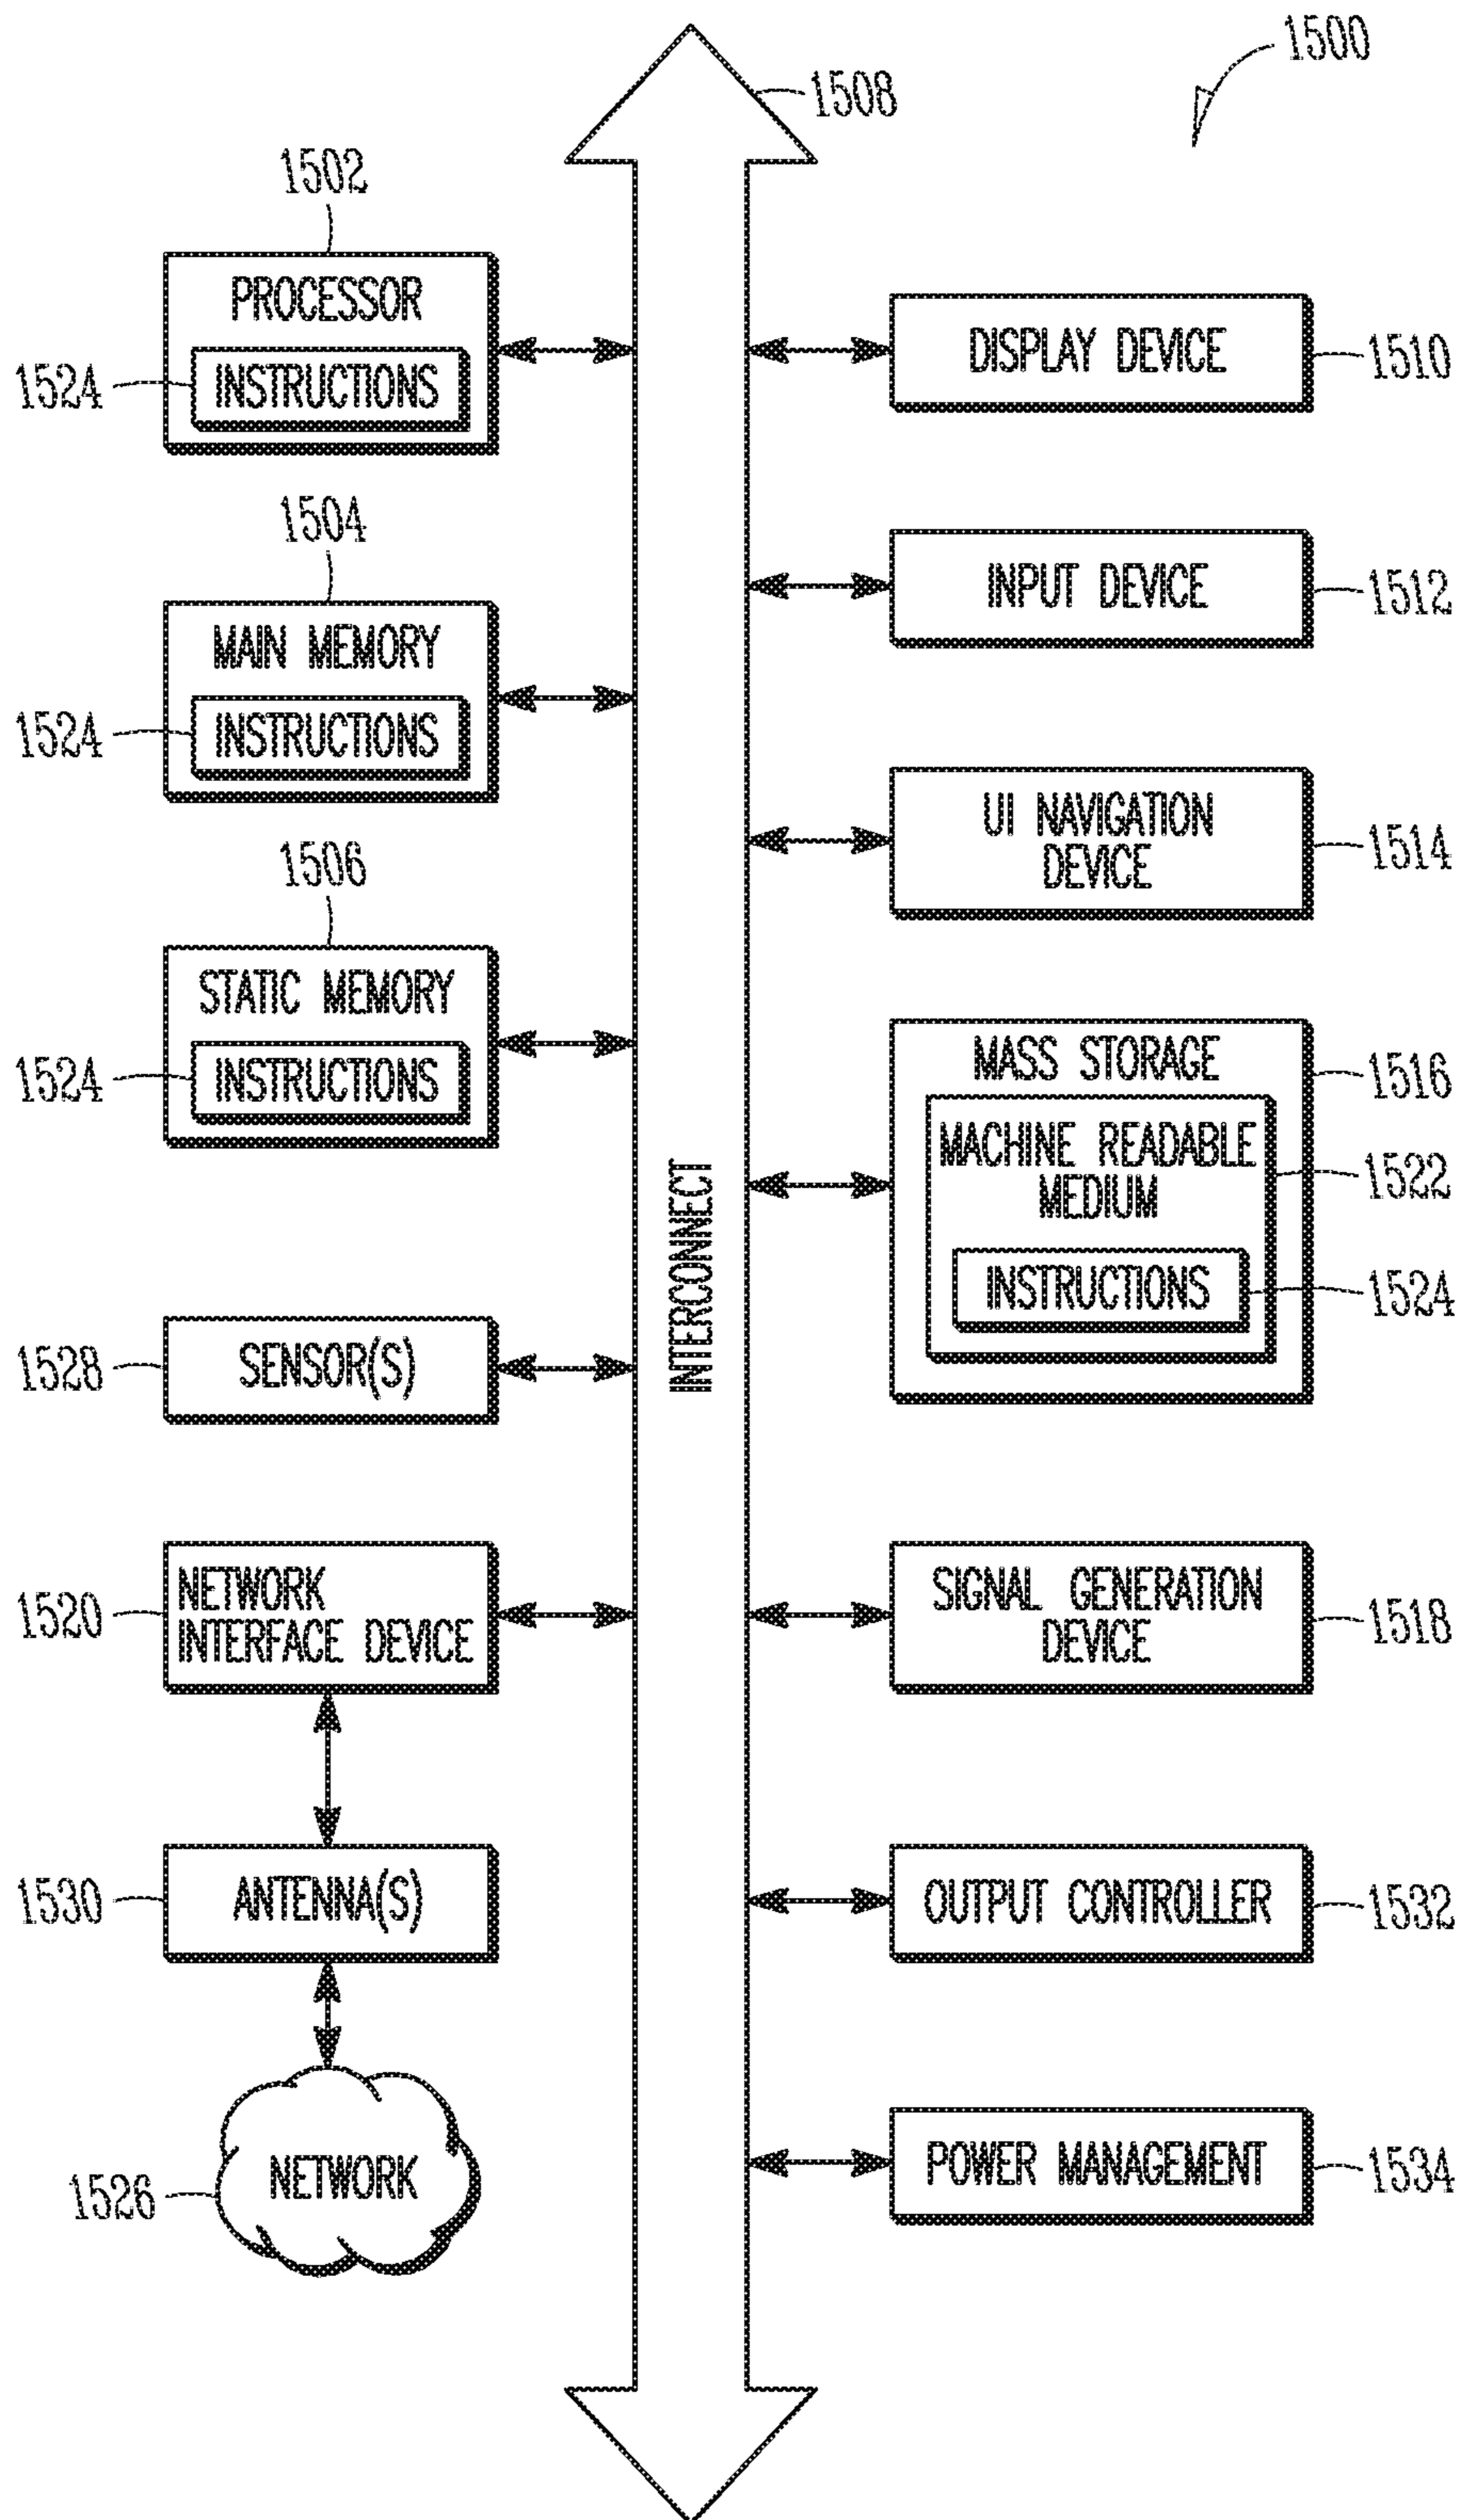 1500
1508
1502
PROCESSOR
1524
INSTRUCTIONS
1504
MAIN MEMORY
1524
INSTRUCTIONS
1506
STATIC MEMORY
1524
INSTRUCTIONS
1528
SENSOR(S)
1520
NETWORK
INTERFACE DEVICE
1530
ANTENNA(S)
1526
NETWORK
INTERCONNECT
DISPLAY DEVICE
1510
INPUT DEVICE
1512
UI NAVIGATION
DEVICE
1514
MASS STORAGE
1516
MACHINE READABLE
MEDIUM
1522
INSTRUCTIONS
1524
SIGNAL GENERATION
DEVICE
1518
OUTPUT CONTROLLER
1532
POWER MANAGEMENT
1534